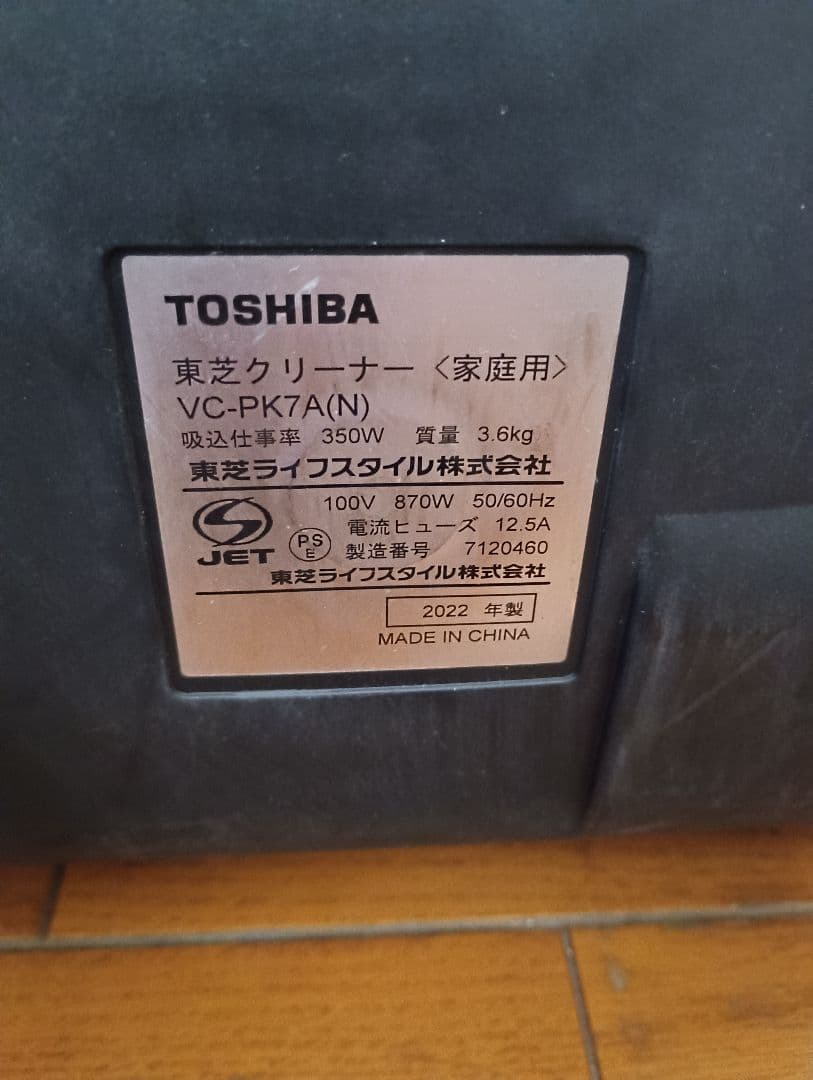 TOSHIBA
東芝クリーナー〈家庭用〉
VC-PK7A(N)
吸込仕事率 350W 質量 3.6kg
東芝ライフスタイル株式会社
100V 870W 50/60Hz
電流ヒューズ 12.5A
JET PSE 製造番号 7120460
東芝ライフスタイル株式会社
2022 年製
MADE IN CHINA